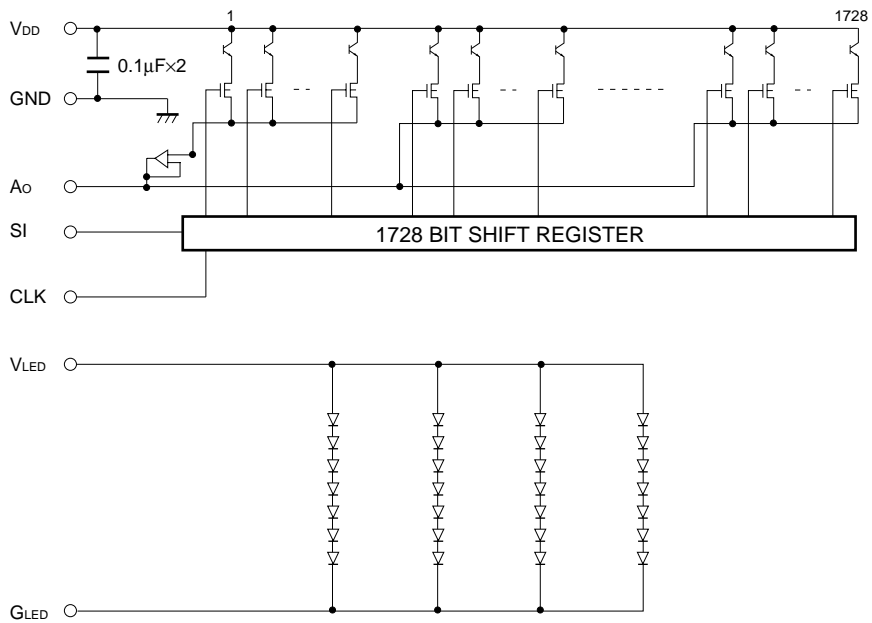 1 1728
VDD
0.1μF×2
GND
AO
SI
1728 BIT SHIFT REGISTER
CLK
VLED
GLED